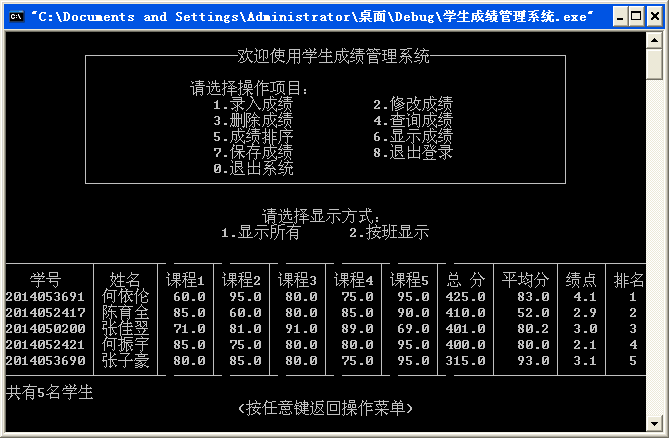 "C:\Documents and Settings\Administrator\桌面\Debug\学生成绩管理系统.exe"
欢迎使用学生成绩管理系统
请选择操作项目:
1.录入成绩 2.修改成绩
3.删除成绩 4.查询成绩
5.成绩排序 6.显示成绩
7.保存成绩 8.退出登录
0.退出系统
请选择显示方式:
1.显示所有 2.按班显示
学号 姓名 课程1 课程2 课程3 课程4 课程5 总 分 平均分 绩点 排名
2014053691 何依伦 60.0 95.0 80.0 75.0 95.0 425.0 83.0 4.1 1
2014052417 陈育全 85.0 60.0 80.0 85.0 90.0 410.0 52.0 2.9 2
2014050200 张佳翌 71.0 81.0 91.0 89.0 69.0 401.0 80.2 3.0 3
2014052421 何振宇 85.0 75.0 80.0 80.0 90.0 400.0 80.0 2.1 4
2014053690 张子豪 80.0 85.0 80.0 75.0 95.0 315.0 93.0 3.1 5
共有5名学生
(按任意键返回操作菜单)